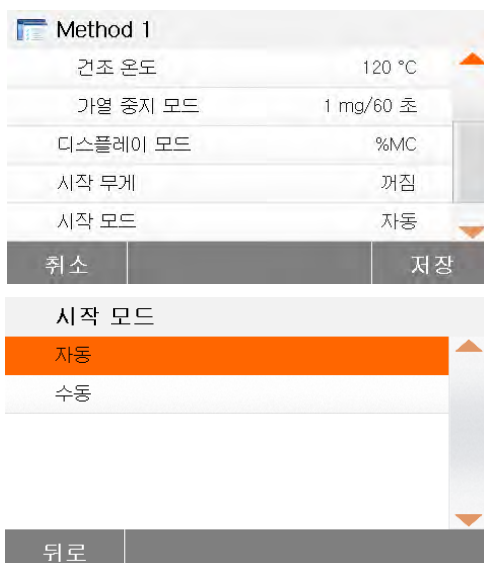 Method 1
건조 온도 120 °C
가열 중지 모드 1 mg/60 초
디스플레이 모드 %MC
시작 무게 꺼짐
시작 모드 자동
취소 저장
시작 모드
자동
수동
뒤로